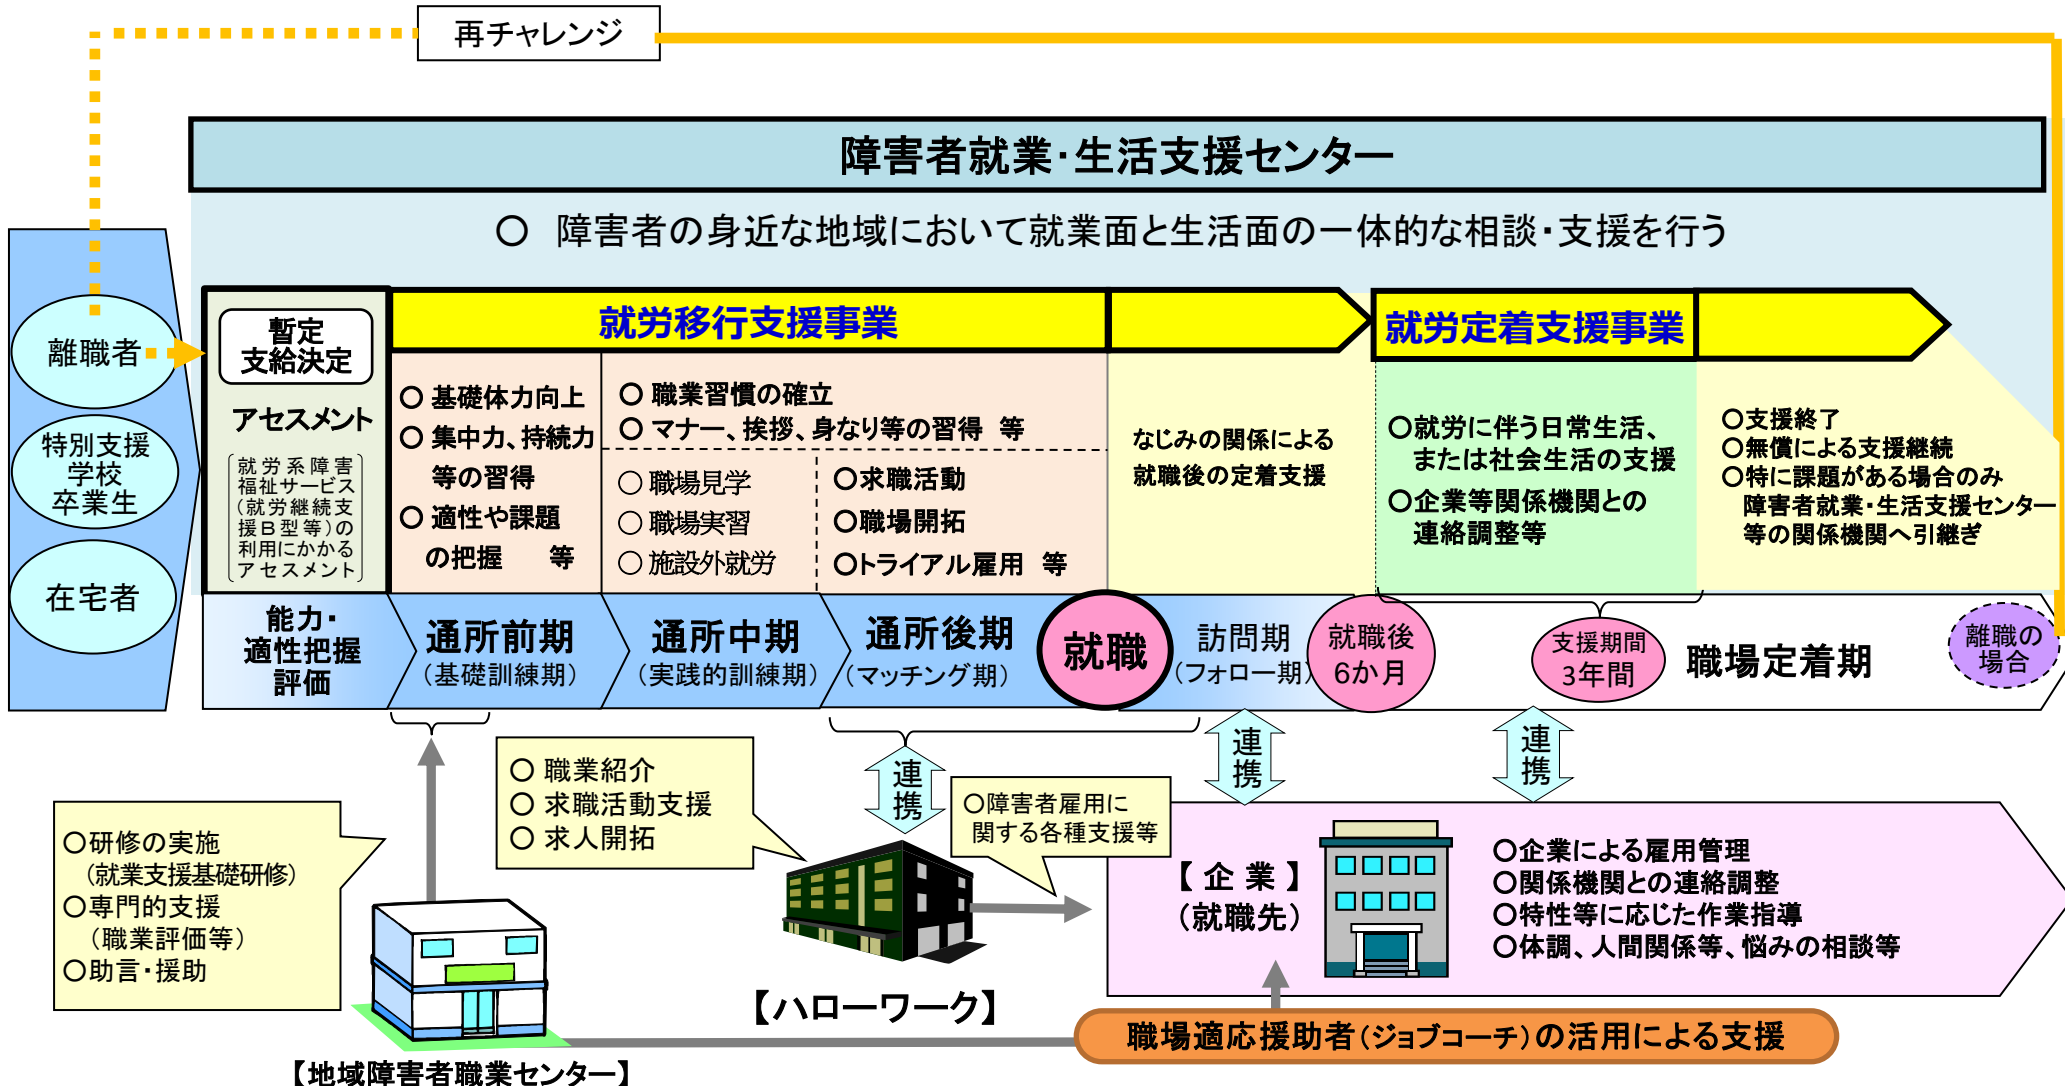 再チャレンジ
障害者就業・生活支援センター
○ 障害者の身近な地域において就業面と生活面の一体的な相談・支援を行う
離職者
特別支援
学校
卒業生
在宅者
暫定
支給決定
アセスメント
就労系障害
福祉サービス
(就労継続支
援B型等)の
利用にかかる
アセスメント
就労移行支援事業
就労定着支援事業
○ 基礎体力向上
○ 集中力、持続力
等の習得
○ 適性や課題
の把握 等
○ 職業習慣の確立
○ マナー、挨拶、身なり等の習得 等
○ 職場見学
○ 職場実習
○ 施設外就労
○求職活動
○職場開拓
○トライアル雇用 等
なじみの関係による
就職後の定着支援
○就労に伴う日常生活、
または社会生活の支援
○企業等関係機関との
連絡調整等
○支援終了
○無償による支援継続
○特に課題がある場合のみ
障害者就業・生活支援センター
等の関係機関へ引継ぎ
能力・
適性把握
評価
通所前期
(基礎訓練期)
通所中期
(実践的訓練期)
通所後期
(マッチング期)
就職
訪問期
(フォロー期)
就職後
6か月
支援期間
3年間
職場定着期
離職の
場合
連携
連携
連携
○研修の実施
(就業支援基礎研修)
○専門的支援
(職業評価等)
○助言・援助
○ 職業紹介
○ 求職活動支援
○ 求人開拓
○障害者雇用に
関する各種支援等
【企業】
(就職先)
○企業による雇用管理
○関係機関との連絡調整
○特性等に応じた作業指導
○体調、人間関係等、悩みの相談等
【ハローワーク】
職場適応援助者(ジョブコーチ)の活用による支援
【地域障害者職業センター】